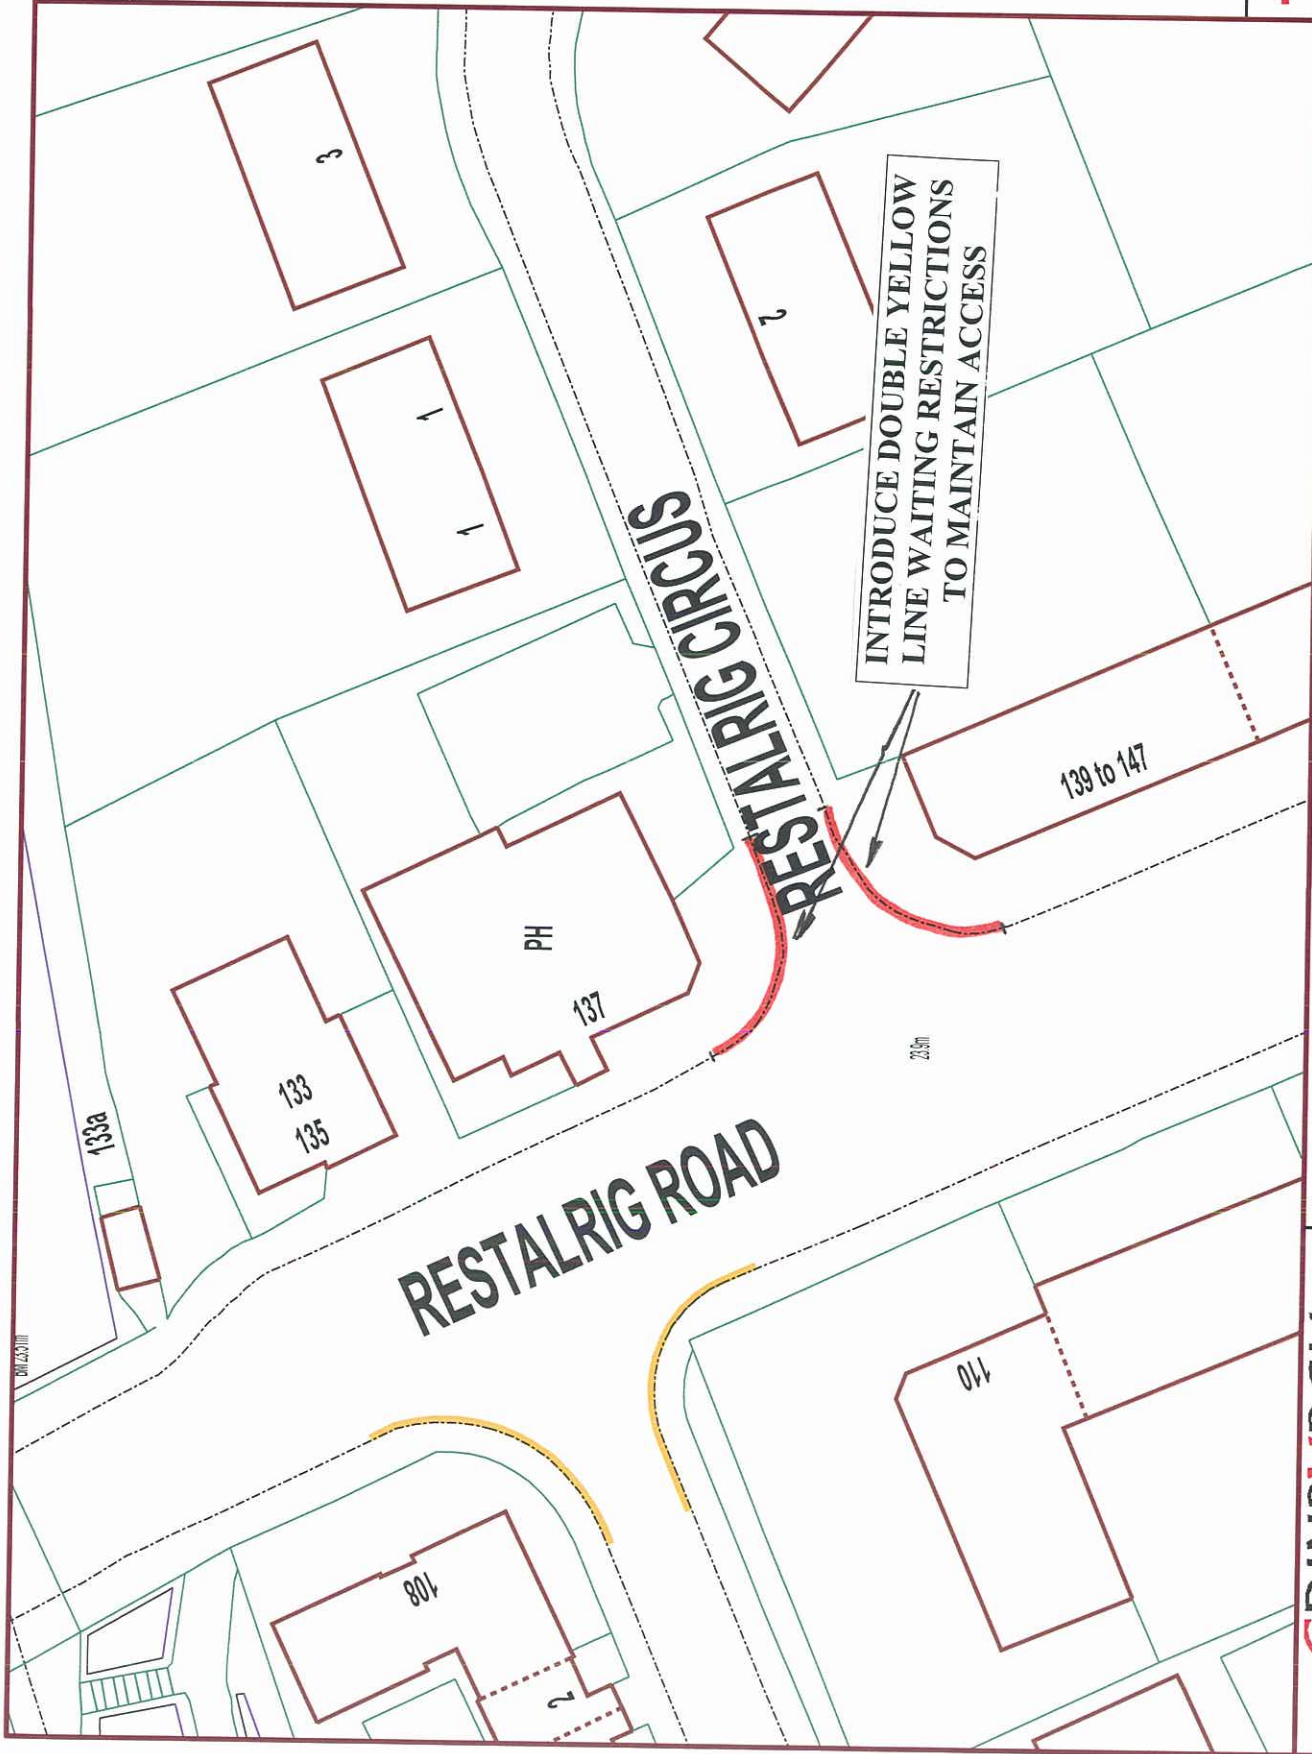 3
1
1
2
RESTALRIG CIRCUS
INTRODUCE DOUBLE YELLOW
LINE WAITING RESTRICTIONS
TO MAINTAIN ACCESS
139 to 147
PH
137
133
135
133a
23.9m
RESTALRIG ROAD
110
108
2